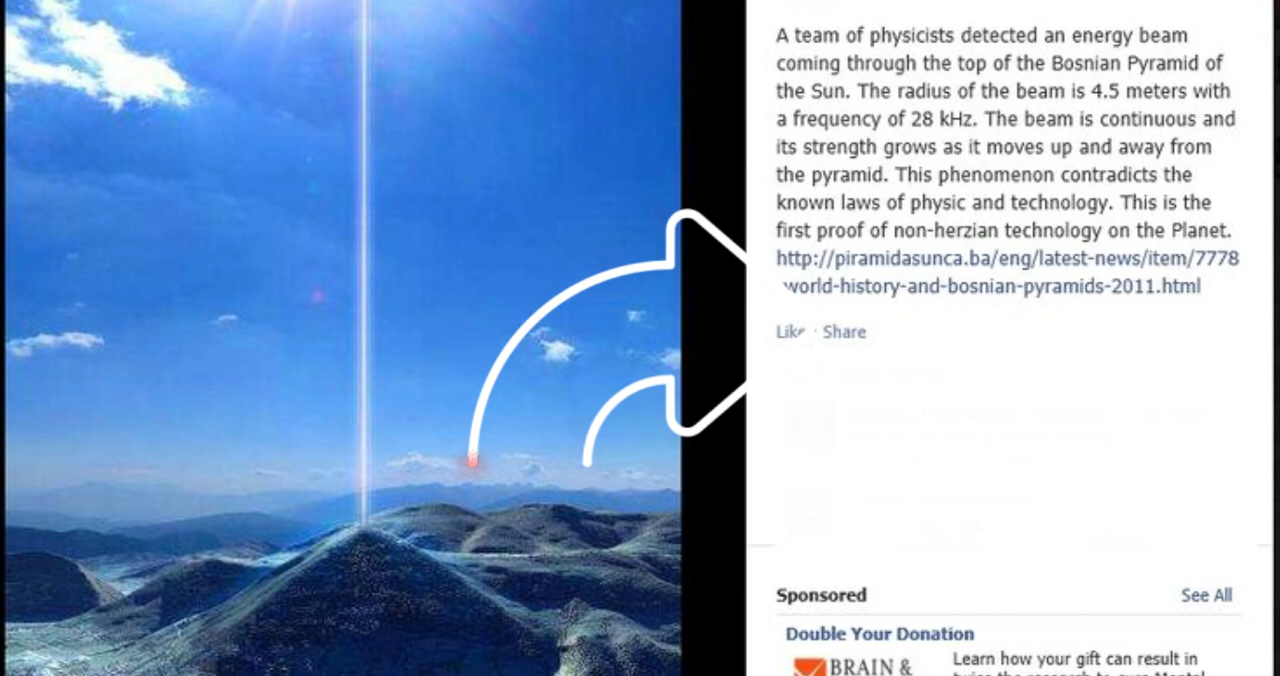 A team of physicists detected an energy beam
coming through the top of the Bosnian Pyramid of
the Sun. The radius of the beam is 4.5 meters with
a frequency of 28 kHz. The beam is continuous and
its strength grows as it moves up and away from
the pyramid. This phenomenon contradicts the
known laws of physic and technology. This is the
first proof of non-herzian technology on the Planet.
http://piramidasunca.ba/eng/latest-news/item/7778
world-history-and-bosnian-pyramids-2011.html
Like · Share
Sponsored See All
Double Your Donation
BRAIN &
Learn how your gift can result in